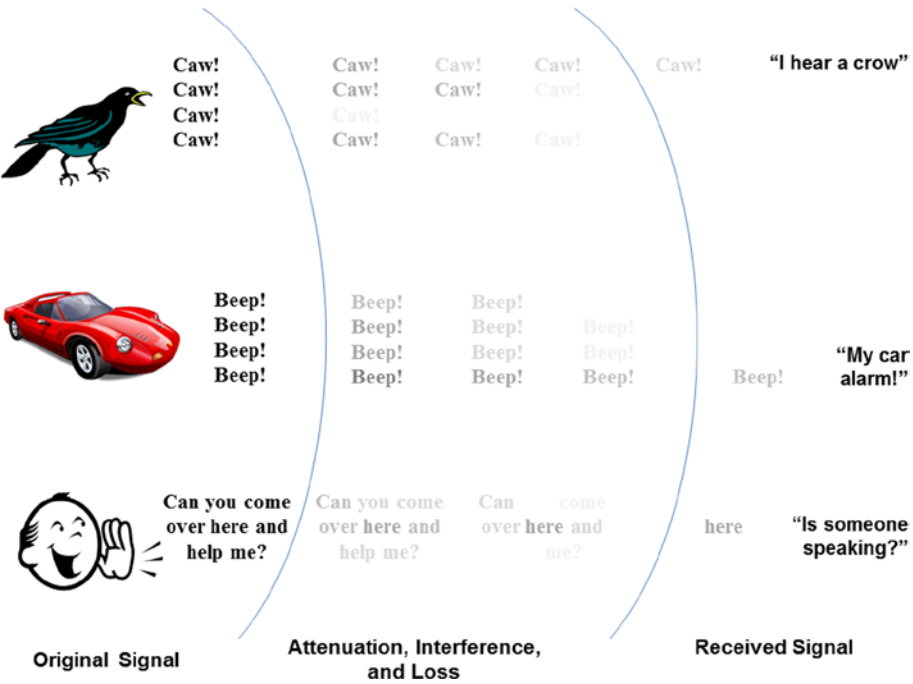 Caw! Caw! Caw! Caw! Caw! “I hear a crow”
Caw! Caw! Caw! Caw!
Caw! Caw!
Caw! Caw! Caw! Caw!
Beep! Beep! Beep!
Beep! Beep! Beep! Beep!
Beep! Beep! Beep! Beep! “My car
Beep! Beep! Beep! Beep! Beep! alarm!”
Can you come Can you come Can come
over here and over here and over here and here “Is someone
help me? help me? me? speaking?”
Original Signal
Attenuation, Interference,
and Loss
Received Signal